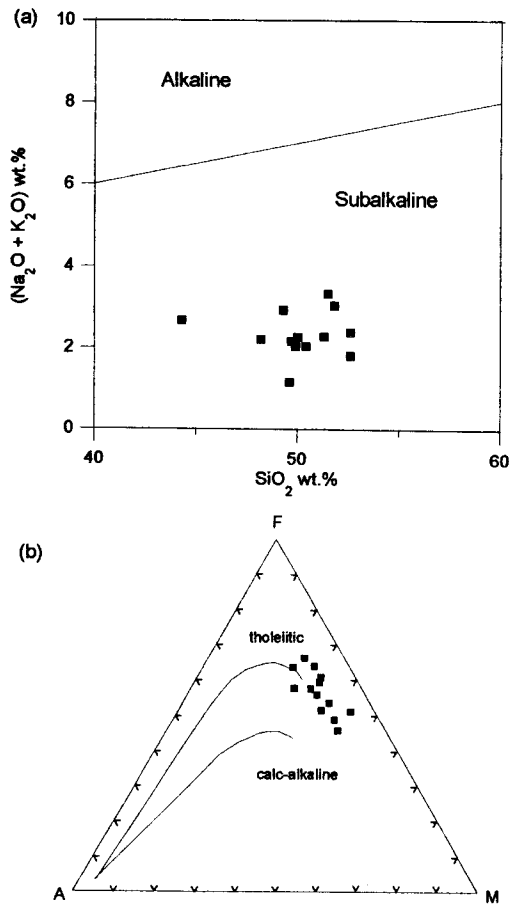 (a)
10
8
6
4
2
0
(Na₂O + K₂O) wt.%
Alkaline
Subalkaline
40
50
60
SiO₂ wt.%
(b)
F
tholeiitic
calc-alkaline
A
M